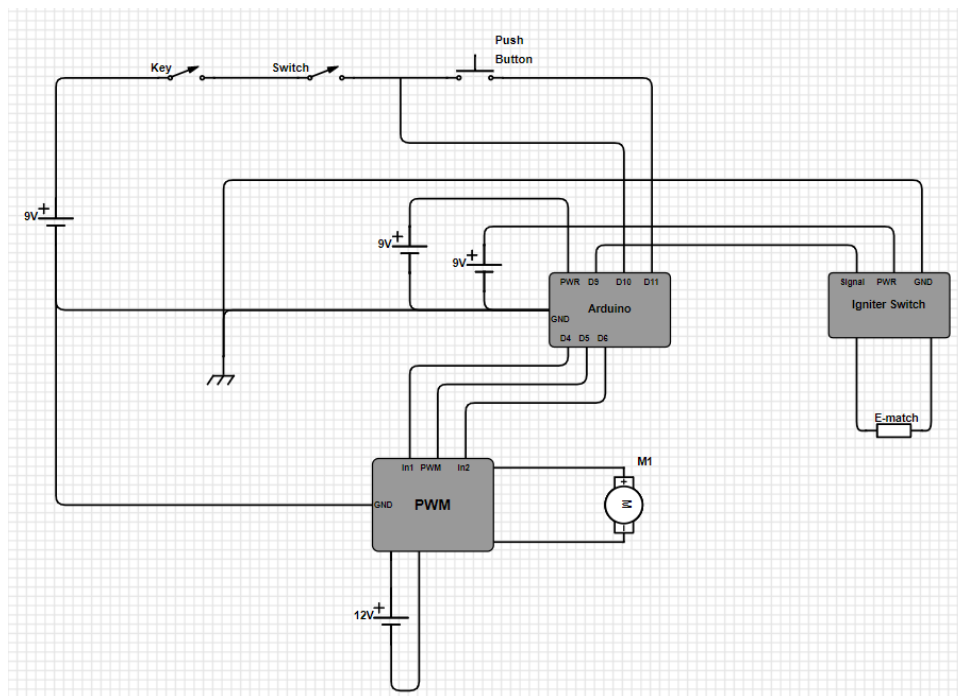 Push
Button
Key
Switch
9V
9V
9V
PWR D9 D10 D11
Arduino
GND
D4 D5 D6
Signal PWR GND
Igniter Switch
E-match
In1 PWM In2
GND
PWM
M1
M
12V